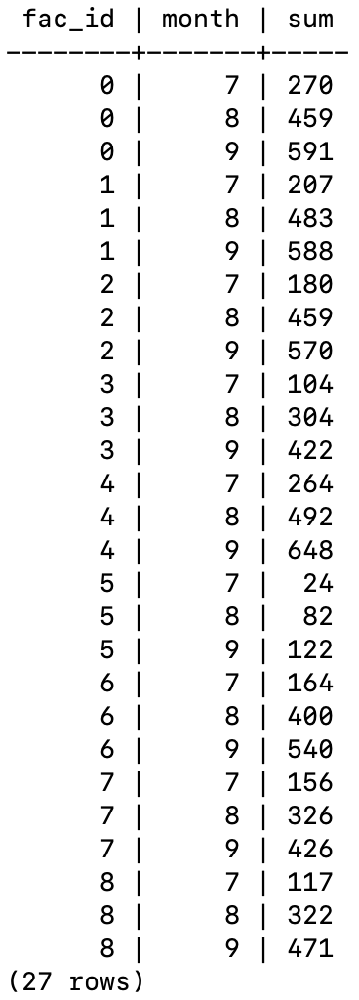 fac_id | month | sum
--------+-------+-----
      0 |     7 | 270
      0 |     8 | 459
      0 |     9 | 591
      1 |     7 | 207
      1 |     8 | 483
      1 |     9 | 588
      2 |     7 | 180
      2 |     8 | 459
      2 |     9 | 570
      3 |     7 | 104
      3 |     8 | 304
      3 |     9 | 422
      4 |     7 | 264
      4 |     8 | 492
      4 |     9 | 648
      5 |     7 |  24
      5 |     8 |  82
      5 |     9 | 122
      6 |     7 | 164
      6 |     8 | 400
      6 |     9 | 540
      7 |     7 | 156
      7 |     8 | 326
      7 |     9 | 426
      8 |     7 | 117
      8 |     8 | 322
      8 |     9 | 471
(27 rows)